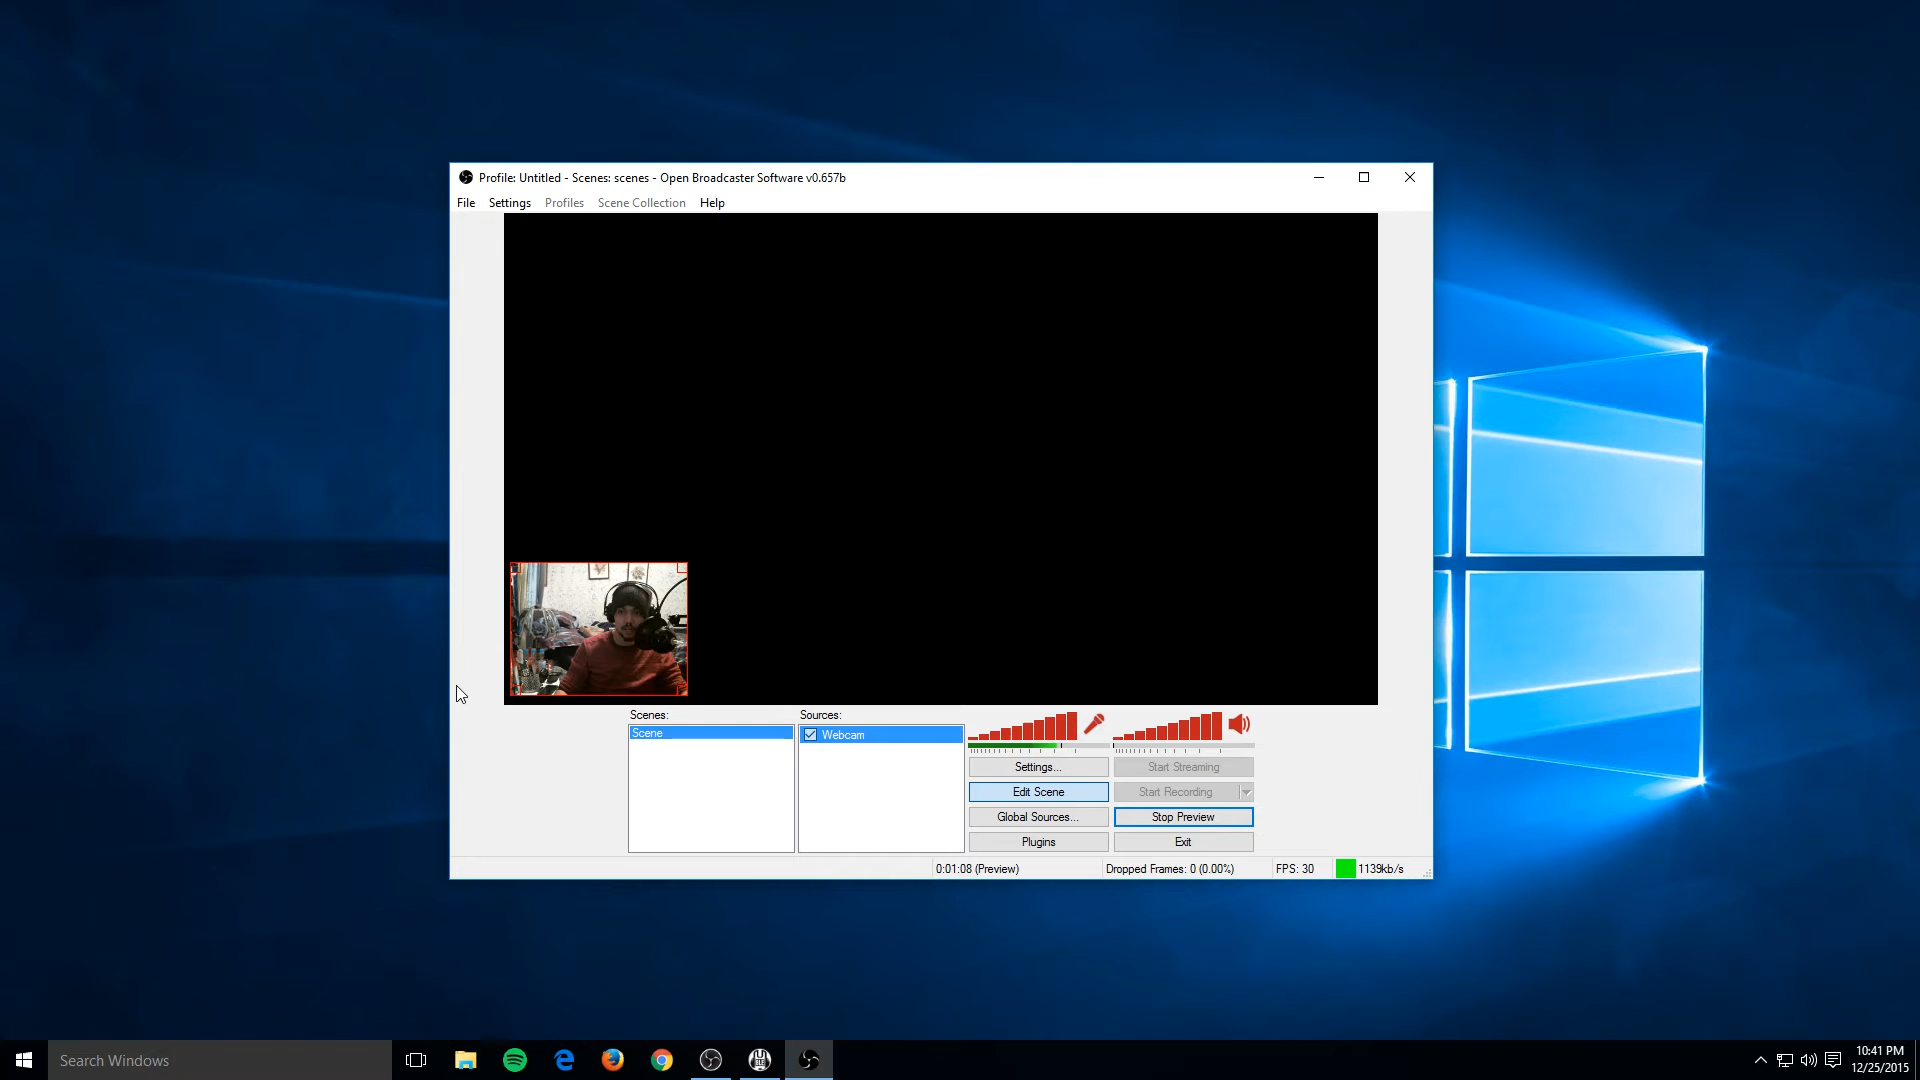 Profile: Untitled - Scenes: scenes - Open Broadcaster Software v0.657b
File Settings Profiles Scene Collection Help
Scenes: Sources:
Scene
Webcam
Settings... Start Streaming
Edit Scene Start Recording
Global Sources... Stop Preview
Plugins Exit
0:01:08 (Preview) Dropped Frames: 0 (0.00%) FPS: 30 1139kb/s
Search Windows
10:41 PM
12/25/2015